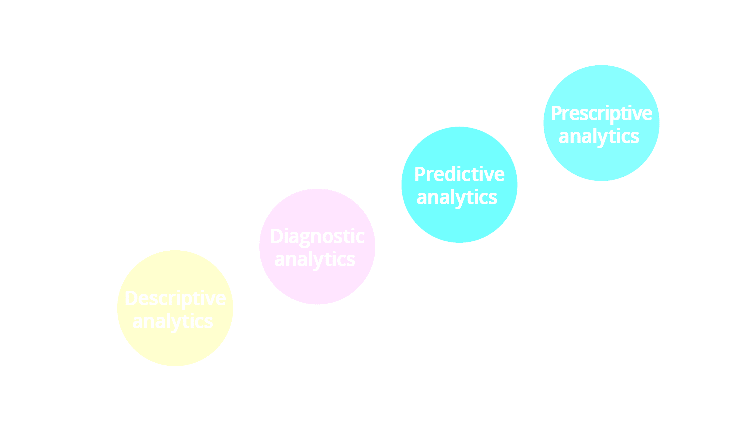 Prescriptive
analytics
Predictive
analytics
Diagnostic
analytics
Descriptive
analytics